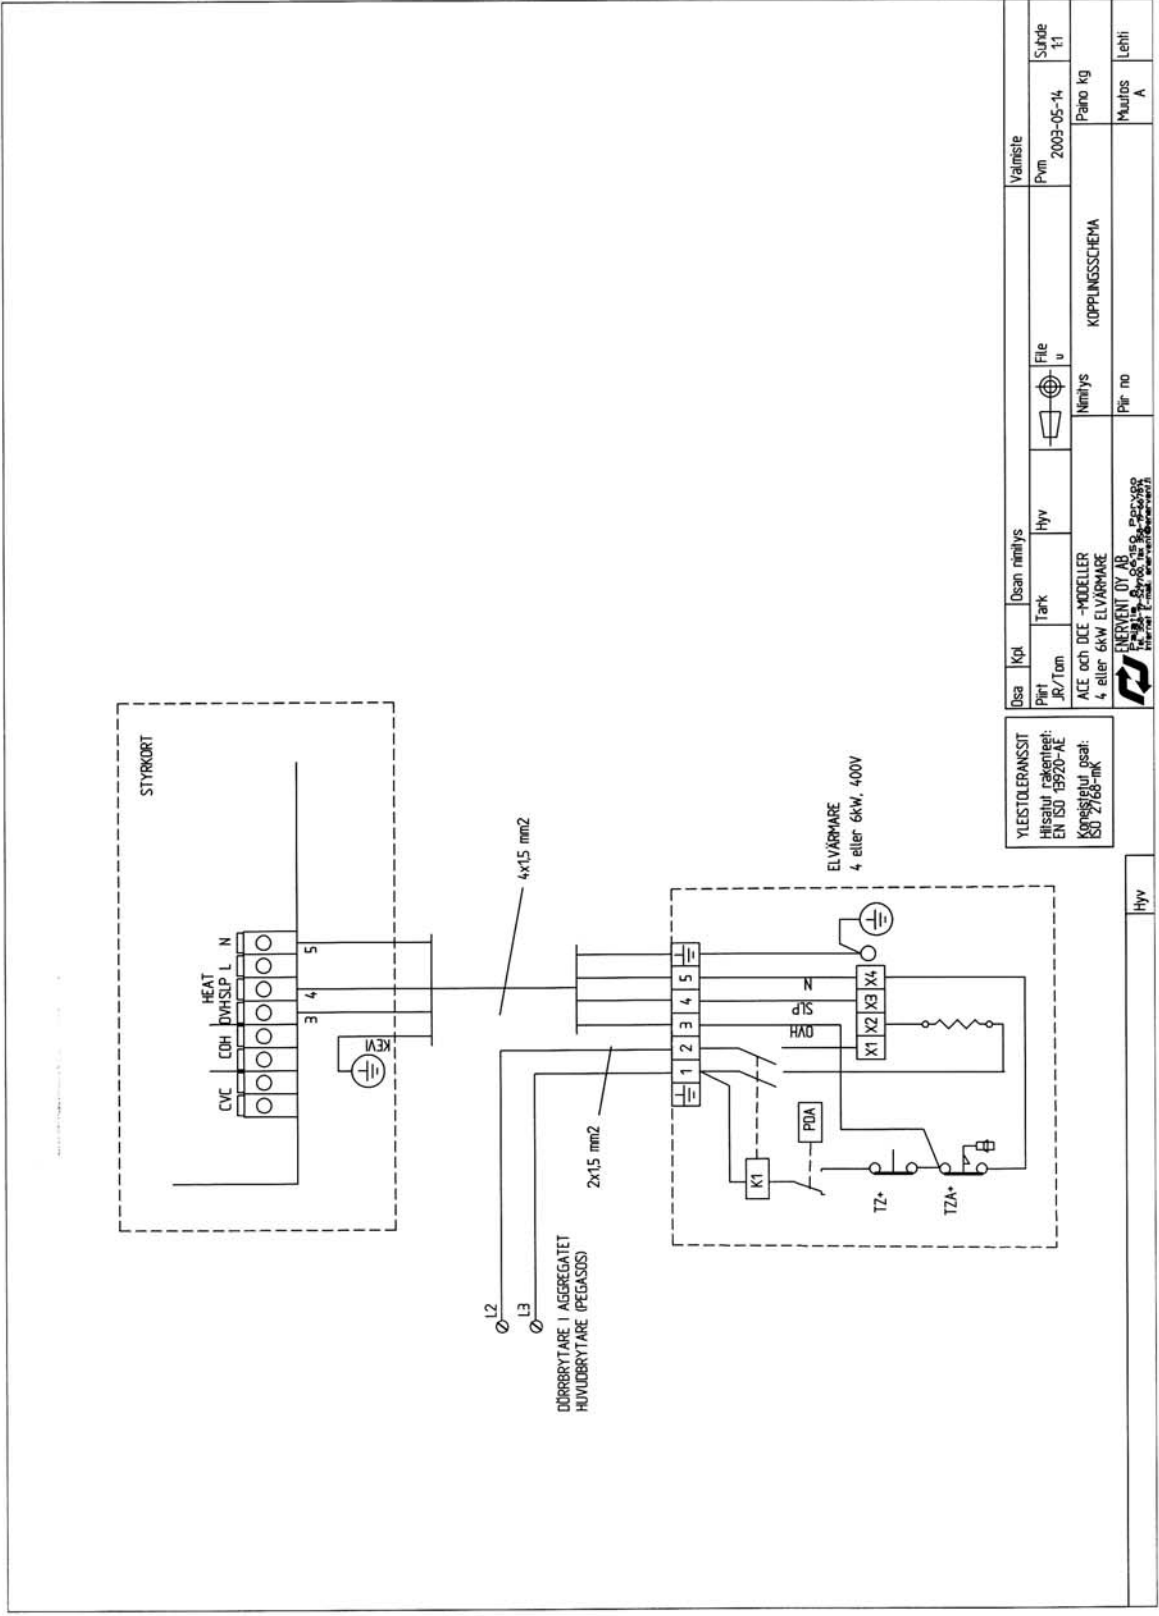 STYRKORT
HEAT
CVC
COH
OVH
SLP
L
N
3
4
5
KEVI
4x1,5 mm2
L2
L3
2x1,5 mm2
DÖRRBRYTARE I AGGREGATET
HUVUDBRYTARE (PEGASOS)
ELVÄRMARE
4 eller 6kW, 400V
1
2
3
4
5
OVH
SLP
N
K1
PDA
X1
X2
X3
X4
TZ+
TZA+
Hyv
YLEISTOLERANSSIT
Hitsatut rakenteet:
EN ISO 13920-AE
Koneistetut osat:
ISO 2768-mK
Osa
Kpl
Osan nimitys
Valmiste
Piirt
JR/Tom
Tark
Hyv
File
u
Pvm
2003-05-14
Suhde
1:1
ACE och DCE -MODELLER
4 eller 6kW ELVÄRMARE
Nimitys
KOPPLINGSSCHEMA
Paino kg
ENERVENT OY AB
06150 Porvoo
Piir no
Muutos
A
Lehti